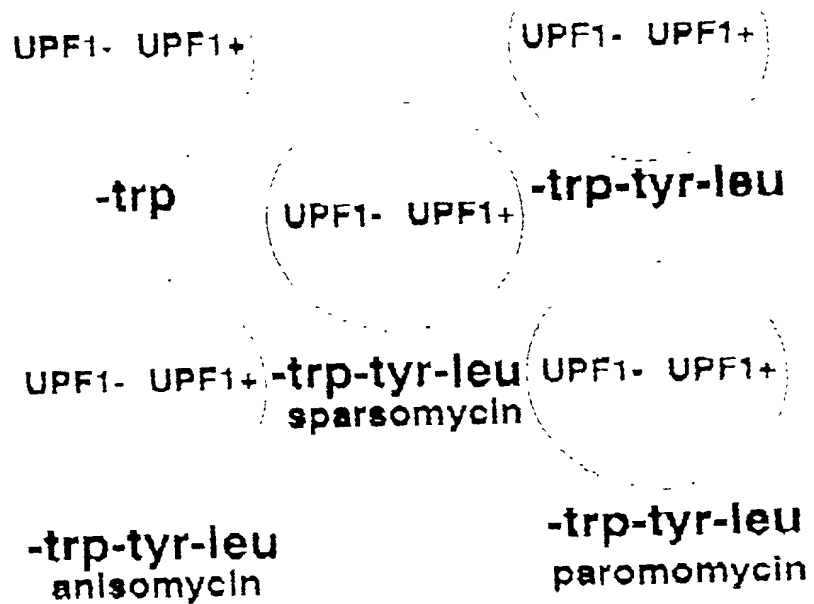 UPF1- UPF1+
UPF1- UPF1+
-trp
-trp-tyr-leu
UPF1- UPF1+
UPF1- UPF1+
-trp-tyr-leu
sparsomycin
UPF1- UPF1+
-trp-tyr-leu
anisomycin
-trp-tyr-leu
paromomycin